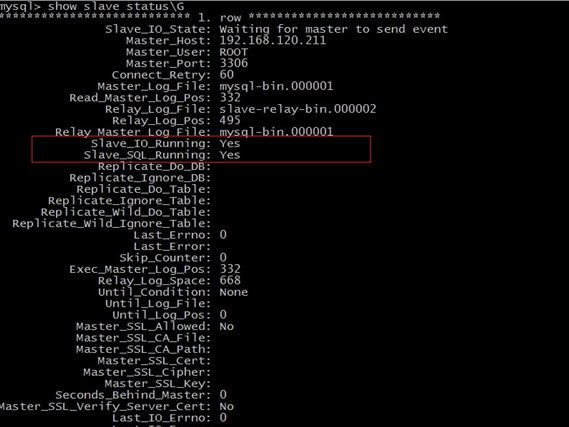 mysql> show slave status\G
*************************** 1. row ***************************
Slave_IO_State: Waiting for master to send event
Master_Host: 192.168.120.211
Master_User: ROOT
Master_Port: 3306
Connect_Retry: 60
Master_Log_File: mysql-bin.000001
Read_Master_Log_Pos: 332
Relay_Log_File: slave-relay-bin.000002
Relay_Log_Pos: 495
Relay_Master_Log_File: mysql-bin.000001
Slave_IO_Running: Yes
Slave_SQL_Running: Yes
Replicate_Do_DB:
Replicate_Ignore_DB:
Replicate_Do_Table:
Replicate_Ignore_Table:
Replicate_Wild_Do_Table:
Replicate_Wild_Ignore_Table:
Last_Errno: 0
Last_Error:
Skip_Counter: 0
Exec_Master_Log_Pos: 332
Relay_Log_Space: 668
Until_Condition: None
Until_Log_File:
Until_Log_Pos: 0
Master_SSL_Allowed: No
Master_SSL_CA_File:
Master_SSL_CA_Path:
Master_SSL_Cert:
Master_SSL_Cipher:
Master_SSL_Key:
Seconds_Behind_Master: 0
Master_SSL_Verify_Server_Cert: No
Last_IO_Errno: 0